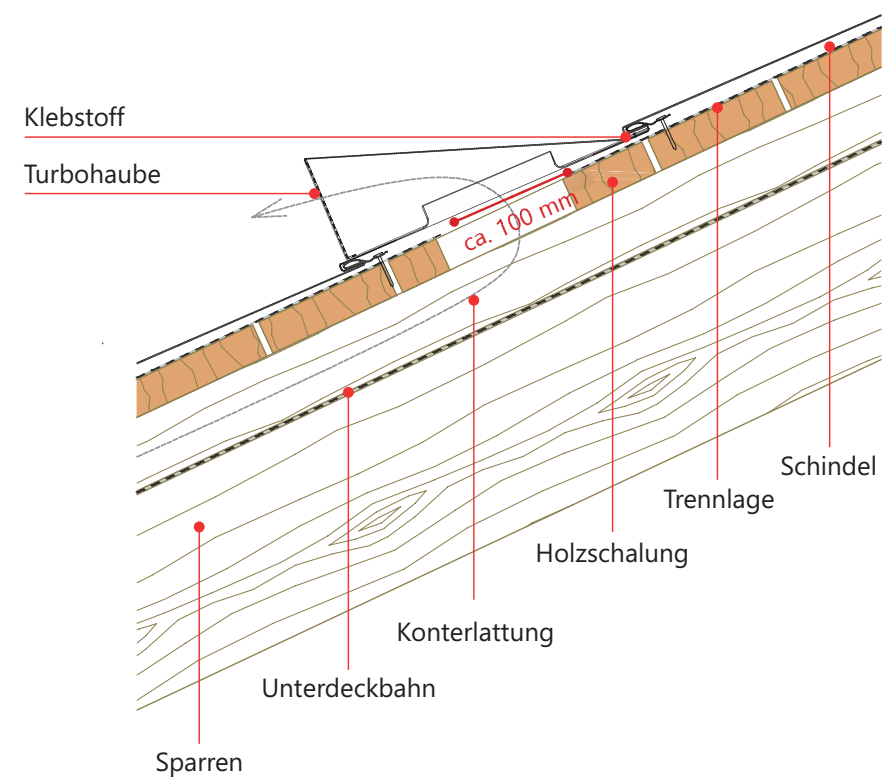 Klebstoff
Turbohaube
ca. 100 mm
Schindel
Trennlage
Holzschalung
Konterlattung
Unterdeckbahn
Sparren